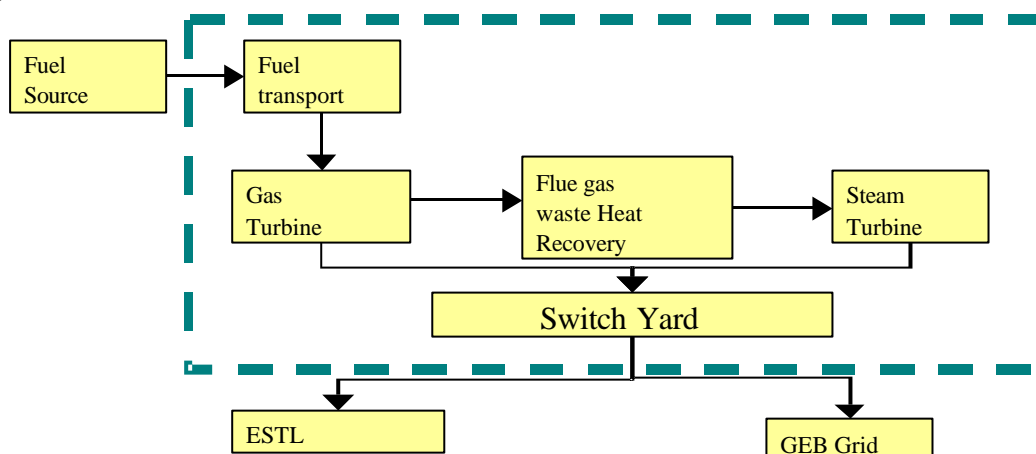 Fuel
Source
Fuel
transport
Gas
Turbine
Flue gas
waste Heat
Recovery
Steam
Turbine
Switch Yard
ESTL
GEB Grid